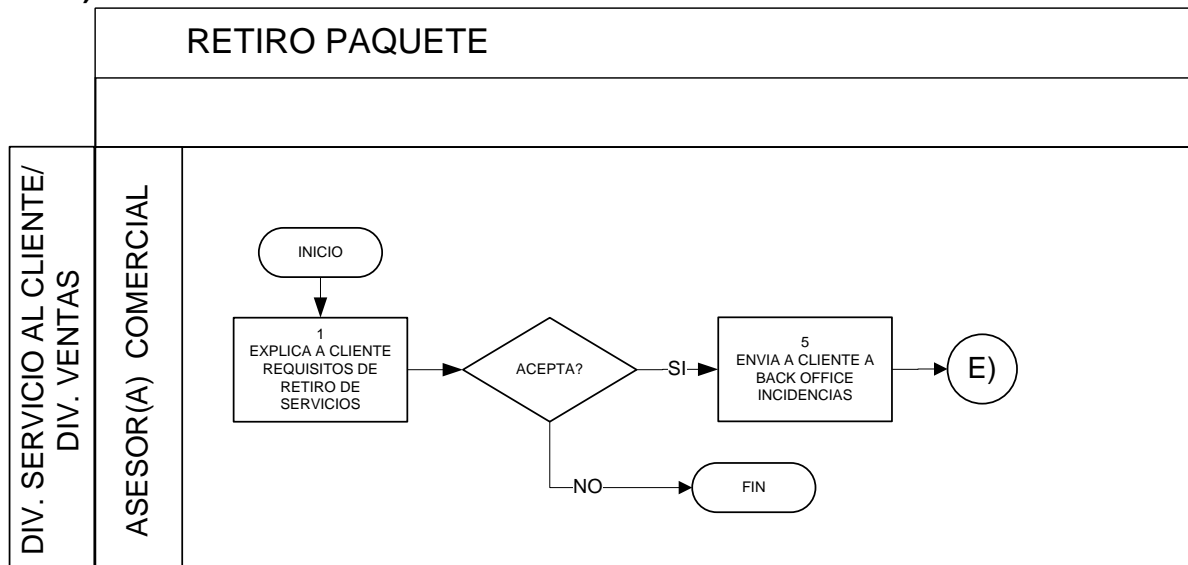 )
RETIRO PAQUETE
DIV. SERVICIO AL CLIENTE/
DIV. VENTAS
ASESOR(A) COMERCIAL
INICIO
1
EXPLICA A CLIENTE
REQUISITOS DE
RETIRO DE
SERVICIOS
ACEPTA?
SI
5
ENVIA A CLIENTE A
BACK OFFICE
INCIDENCIAS
E)
NO
FIN